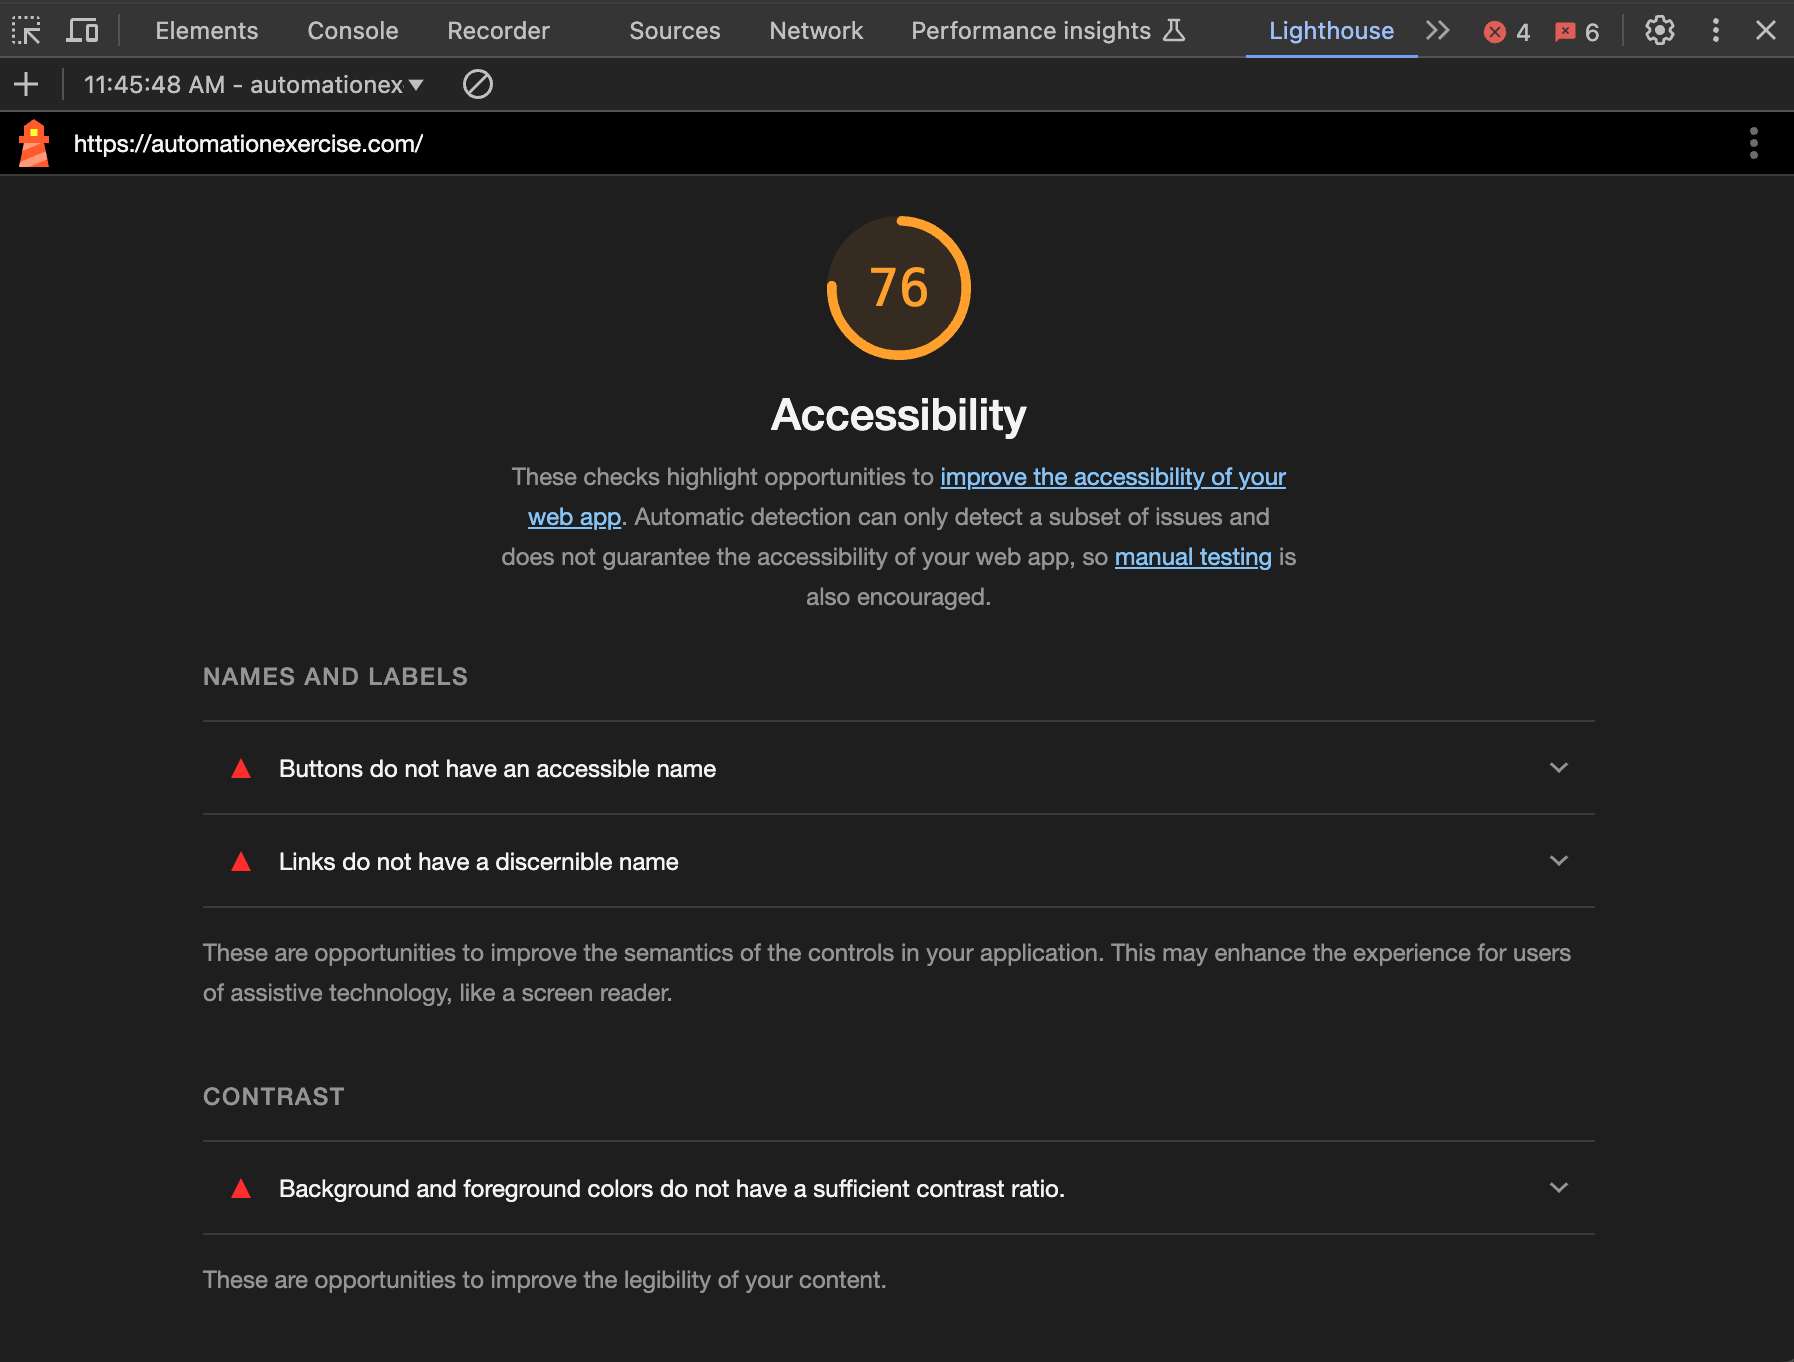 Elements Console Recorder Sources Network Performance insights Lighthouse 4 6
11:45:48 AM - automationex
https://automationexercise.com/
76
Accessibility
These checks highlight opportunities to improve the accessibility of your
web app. Automatic detection can only detect a subset of issues and
does not guarantee the accessibility of your web app, so manual testing is
also encouraged.
NAMES AND LABELS
Buttons do not have an accessible name
Links do not have a discernible name
These are opportunities to improve the semantics of the controls in your application. This may enhance the experience for users
of assistive technology, like a screen reader.
CONTRAST
Background and foreground colors do not have a sufficient contrast ratio.
These are opportunities to improve the legibility of your content.